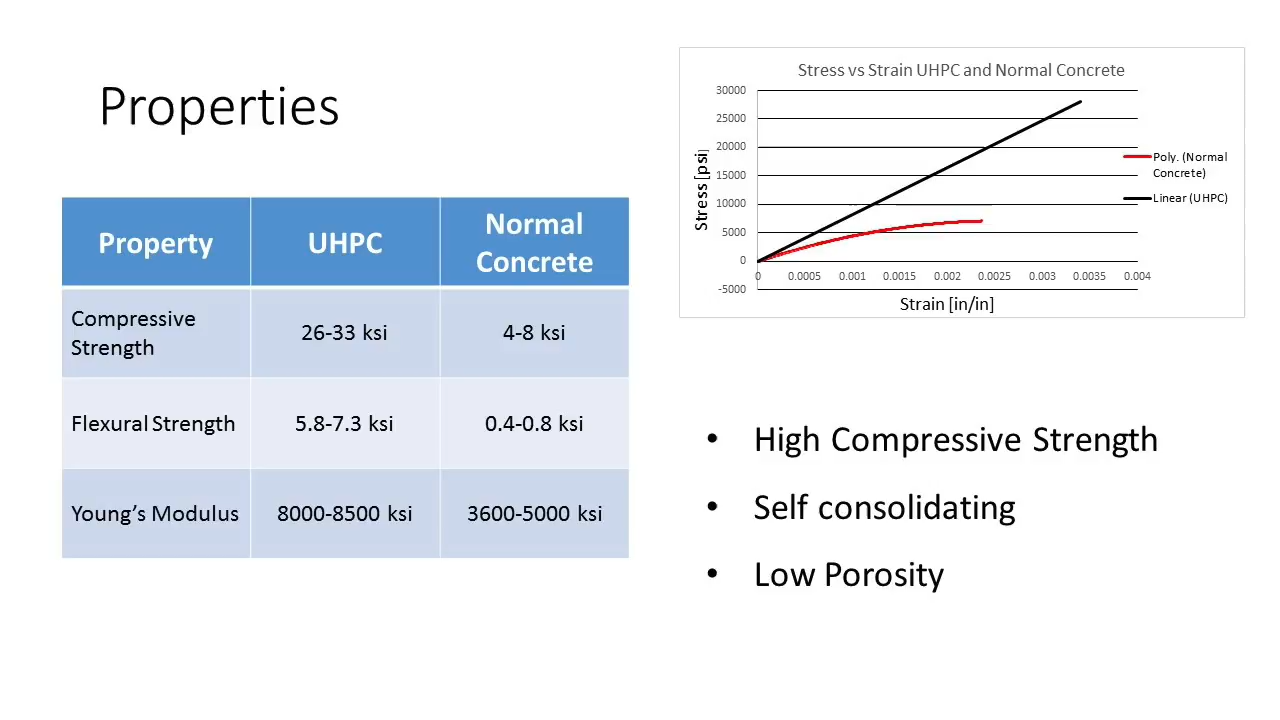 Properties
Property UHPC Normal
Concrete
Compressive
Strength
26-33 ksi 4-8 ksi
Flexural Strength 5.8-7.3 ksi 0.4-0.8 ksi
Young’s Modulus 8000-8500 ksi 3600-5000 ksi
Stress vs Strain UHPC and Normal Concrete
Stress [psi]
30000
25000
20000
15000
10000
5000
0
-5000
0 0.0005 0.001 0.0015 0.002 0.0025 0.003 0.0035 0.004
Strain [in/in]
Poly. (Normal
Concrete)
Linear (UHPC)
• High Compressive Strength
• Self consolidating
• Low Porosity